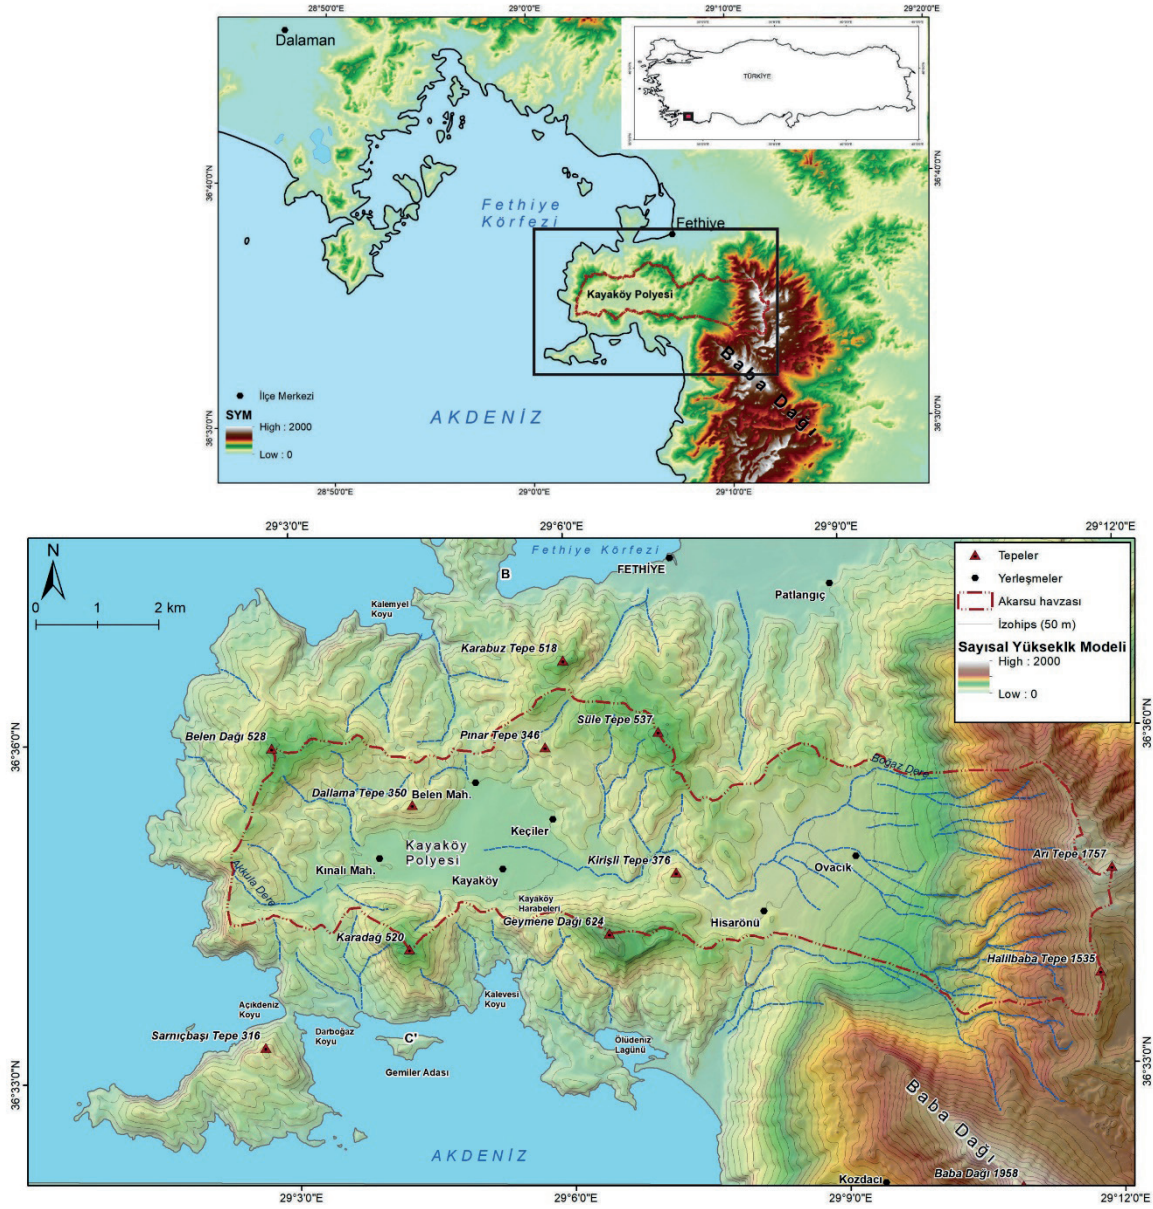 28°50'0"E
29°0'0"E
29°20'0"E
Dalaman
TÜRKİYE
36°40'0"N
36°40'0"N
Fethiye
Körfezi
Fethiye
Kayaköy Polyesi
Baba Dağı
İlçe Merkezi
SYM
High : 2000
Low : 0
AKDENİZ
36°30'0"N
36°30'0"N
28°50'0"E
29°0'0"E
29°10'0"E
29°3'0"E
29°6'0"E
29°9'0"E
29°12'0"E
N
0 1 2 km
Fethiye Körfezi
B
FETHİYE
Patlangıç
Kalemyel
Koyu
Karabuz Tepe 518
Tepeler
Yerleşmeler
Akarsu havzası
İzohips (50 m)
Sayısal Yükseklk Modeli
High : 2000
Low : 0
Belen Dağı 528
Pınar Tepe 346
Süle Tepe 537
36°36'0"N
36°36'0"N
Boğaz Dere
Dallama Tepe 350
Belen Mah.
Keçiler
Kayaköy
Polyesi
Kınalı Mah.
Kayaköy
Kirişli Tepe 376
Ovacık
Arı Tepe 1757
Akkula Dere
Kayaköy
Harabeleri
Geymene Dağı 624
Hisarönü
Karadağ 520
Halilbaba Tepe 1535
Açıkdeniz
Koyu
Kalevesi
Koyu
Sarnıçbaşı Tepe 316
Darboğaz
Koyu
C'
Gemiler Adası
Ölüdeniz
Lagünü
36°33'0"N
36°33'0"N
Baba Dağı
AKDENİZ
Kozdacı
Baba Dağı 1958
29°3'0"E
29°6'0"E
29°9'0"E
29°12'0"E